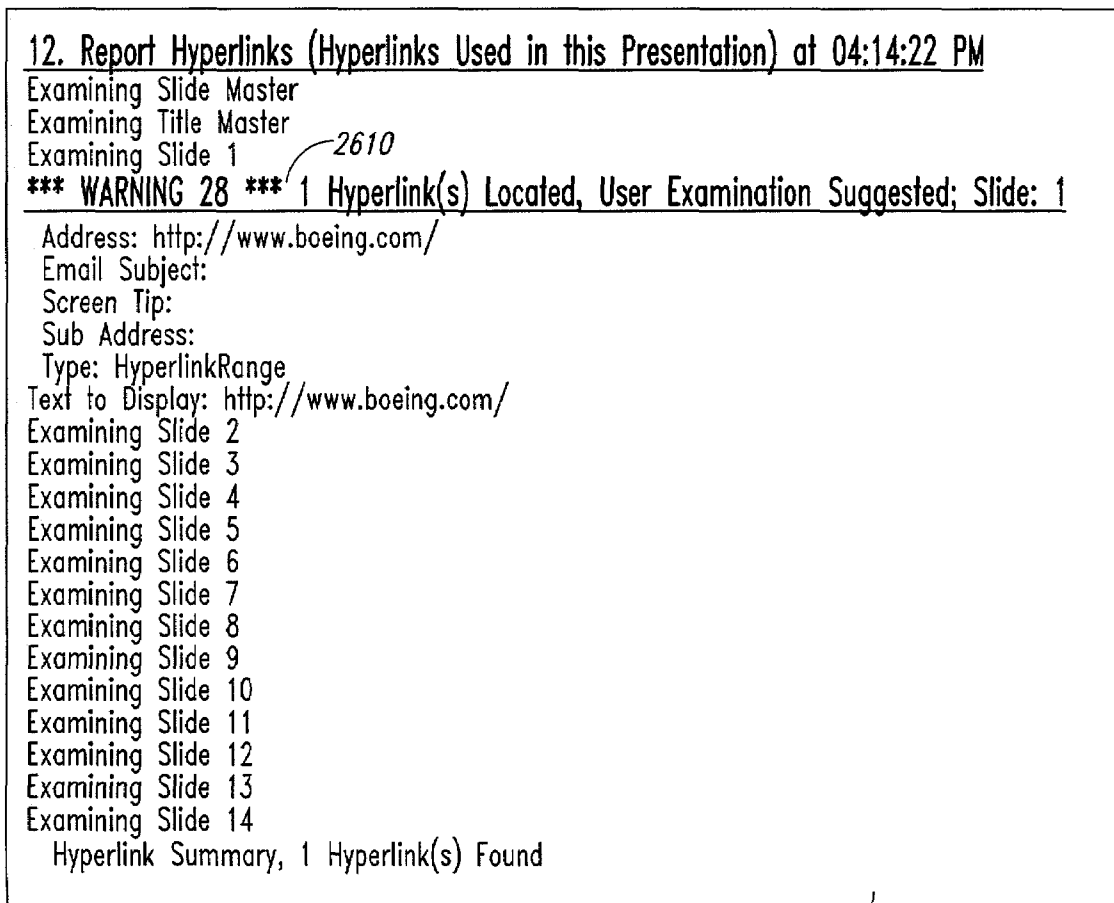 12. Report Hyperlinks (Hyperlinks Used in this Presentation) at 04:14:22 PM
Examining Slide Master
Examining Title Master
Examining Slide 1
2610
*** WARNING 28 *** 1 Hyperlink(s) Located, User Examination Suggested; Slide: 1
Address: http://www.boeing.com/
Email Subject:
Screen Tip:
Sub Address:
Type: HyperlinkRange
Text to Display: http://www.boeing.com/
Examining Slide 2
Examining Slide 3
Examining Slide 4
Examining Slide 5
Examining Slide 6
Examining Slide 7
Examining Slide 8
Examining Slide 9
Examining Slide 10
Examining Slide 11
Examining Slide 12
Examining Slide 13
Examining Slide 14
Hyperlink Summary, 1 Hyperlink(s) Found